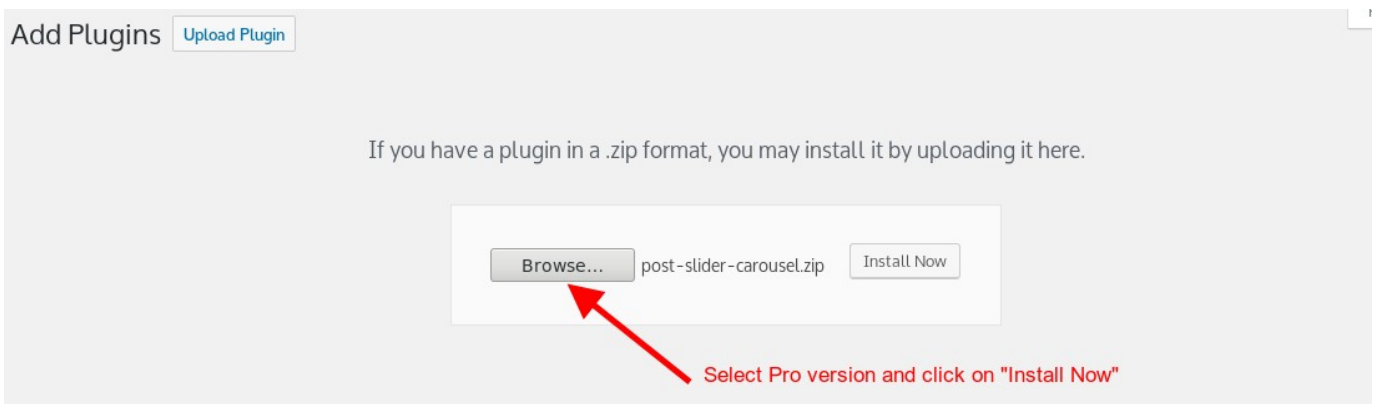 Add Plugins Upload Plugin
If you have a plugin in a .zip format, you may install it by uploading it here.
Browse... post-slider-carousel.zip Install Now
Select Pro version and click on "Install Now"